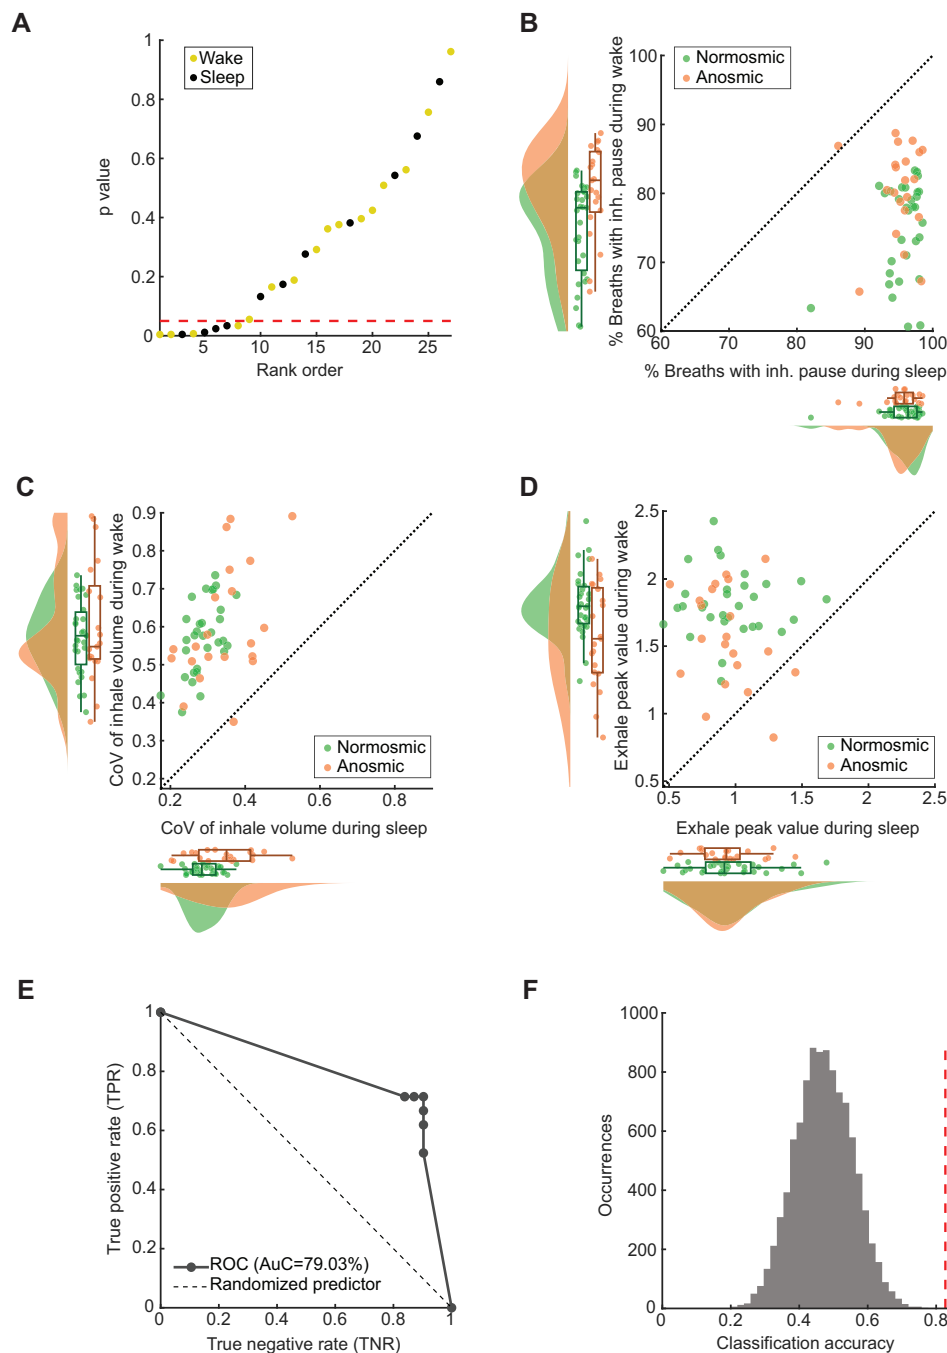 A
p value
1
0.8
0.6
0.4
0.2
0
5
10
15
20
25
Rank order
Wake
Sleep
B
% Breaths with inh. pause during wake
100
90
80
70
60
60
70
80
90
100
% Breaths with inh. pause during sleep
Normosmic
Anosmic
C
CoV of inhale volume during wake
0.9
0.8
0.7
0.6
0.5
0.4
0.3
0.2
0.2
0.4
0.6
0.8
CoV of inhale volume during sleep
Normosmic
Anosmic
D
Exhale peak value during wake
2.5
2
1.5
1
0.5
0.5
1
1.5
2
2.5
Exhale peak value during sleep
Normosmic
Anosmic
E
True positive rate (TPR)
1
0.8
0.6
0.4
0.2
0
0
0.2
0.4
0.6
0.8
1
True negative rate (TNR)
ROC (AuC=79.03%)
Randomized predictor
F
Occurrences
1000
800
600
400
200
0
0
0.2
0.4
0.6
0.8
Classification accuracy